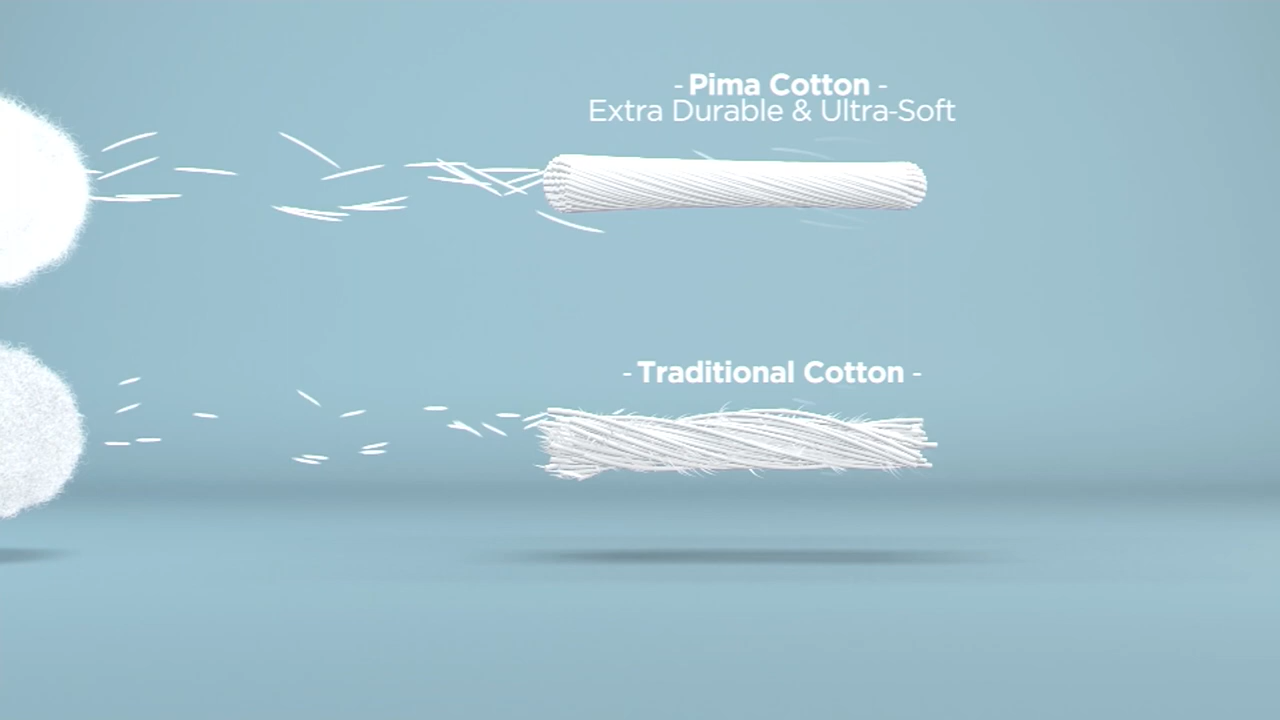 - Pima Cotton -
Extra Durable & Ultra-Soft
- Traditional Cotton -